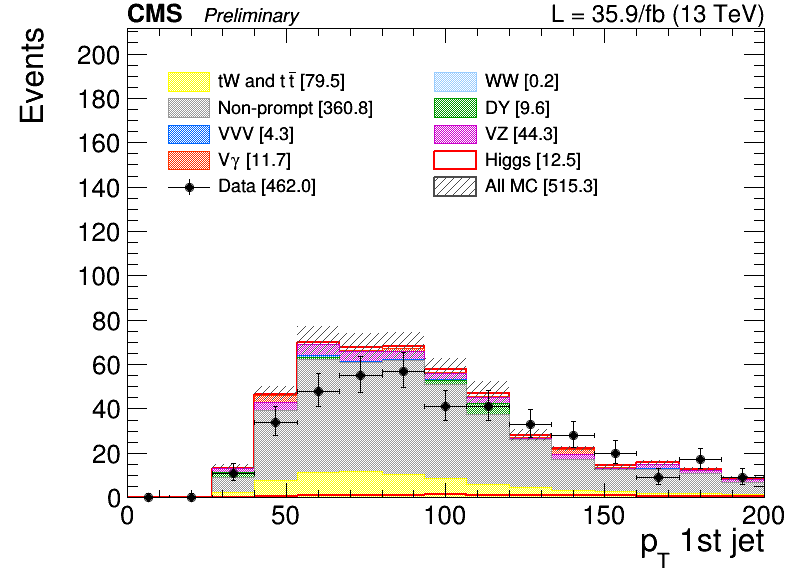 CMS Preliminary L = 35.9/fb (13 TeV)
Events
200
180
160
140
120
100
80
60
40
20
0
tW and t t̅ [79.5] WW [0.2]
Non-prompt [360.8] DY [9.6]
VVV [4.3] VZ [44.3]
Vγ [11.7] Higgs [12.5]
Data [462.0] All MC [515.3]
0 50 100 150 200
p_T 1st jet